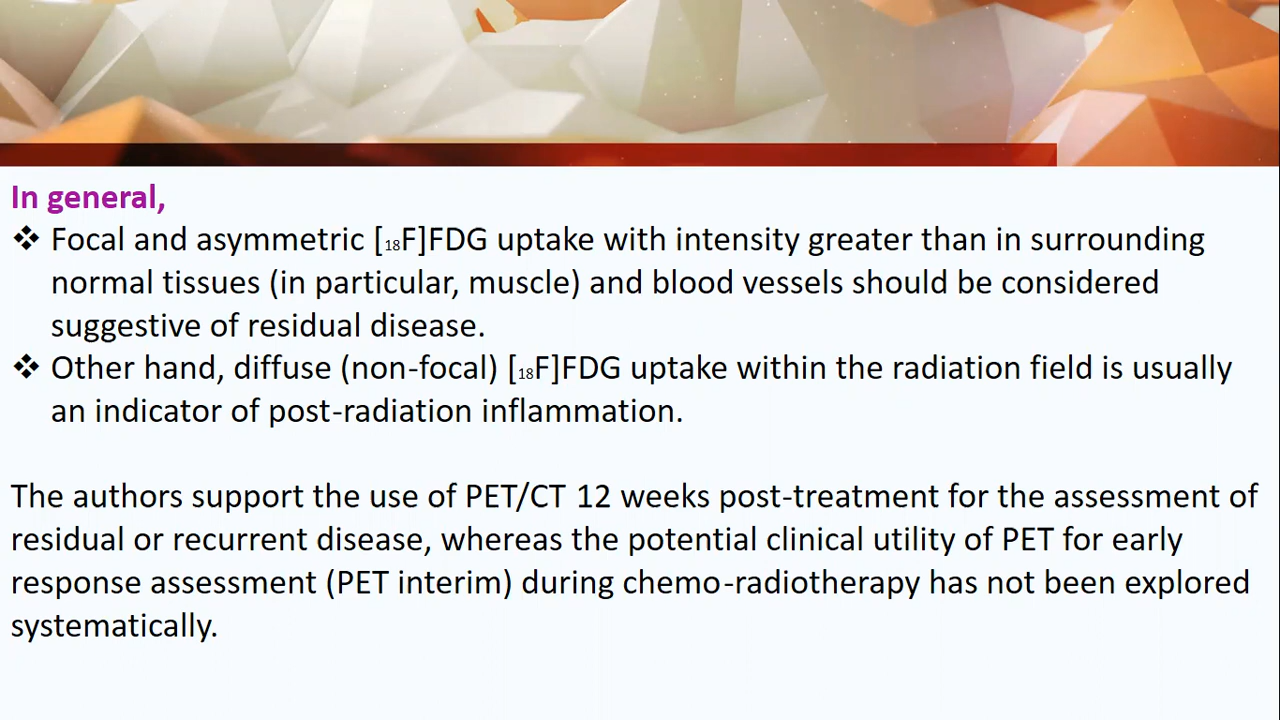 In general,
❖ Focal and asymmetric [18F]FDG uptake with intensity greater than in surrounding
normal tissues (in particular, muscle) and blood vessels should be considered
suggestive of residual disease.
❖ Other hand, diffuse (non-focal) [18F]FDG uptake within the radiation field is usually
an indicator of post-radiation inflammation.
The authors support the use of PET/CT 12 weeks post-treatment for the assessment of
residual or recurrent disease, whereas the potential clinical utility of PET for early
response assessment (PET interim) during chemo-radiotherapy has not been explored
systematically.